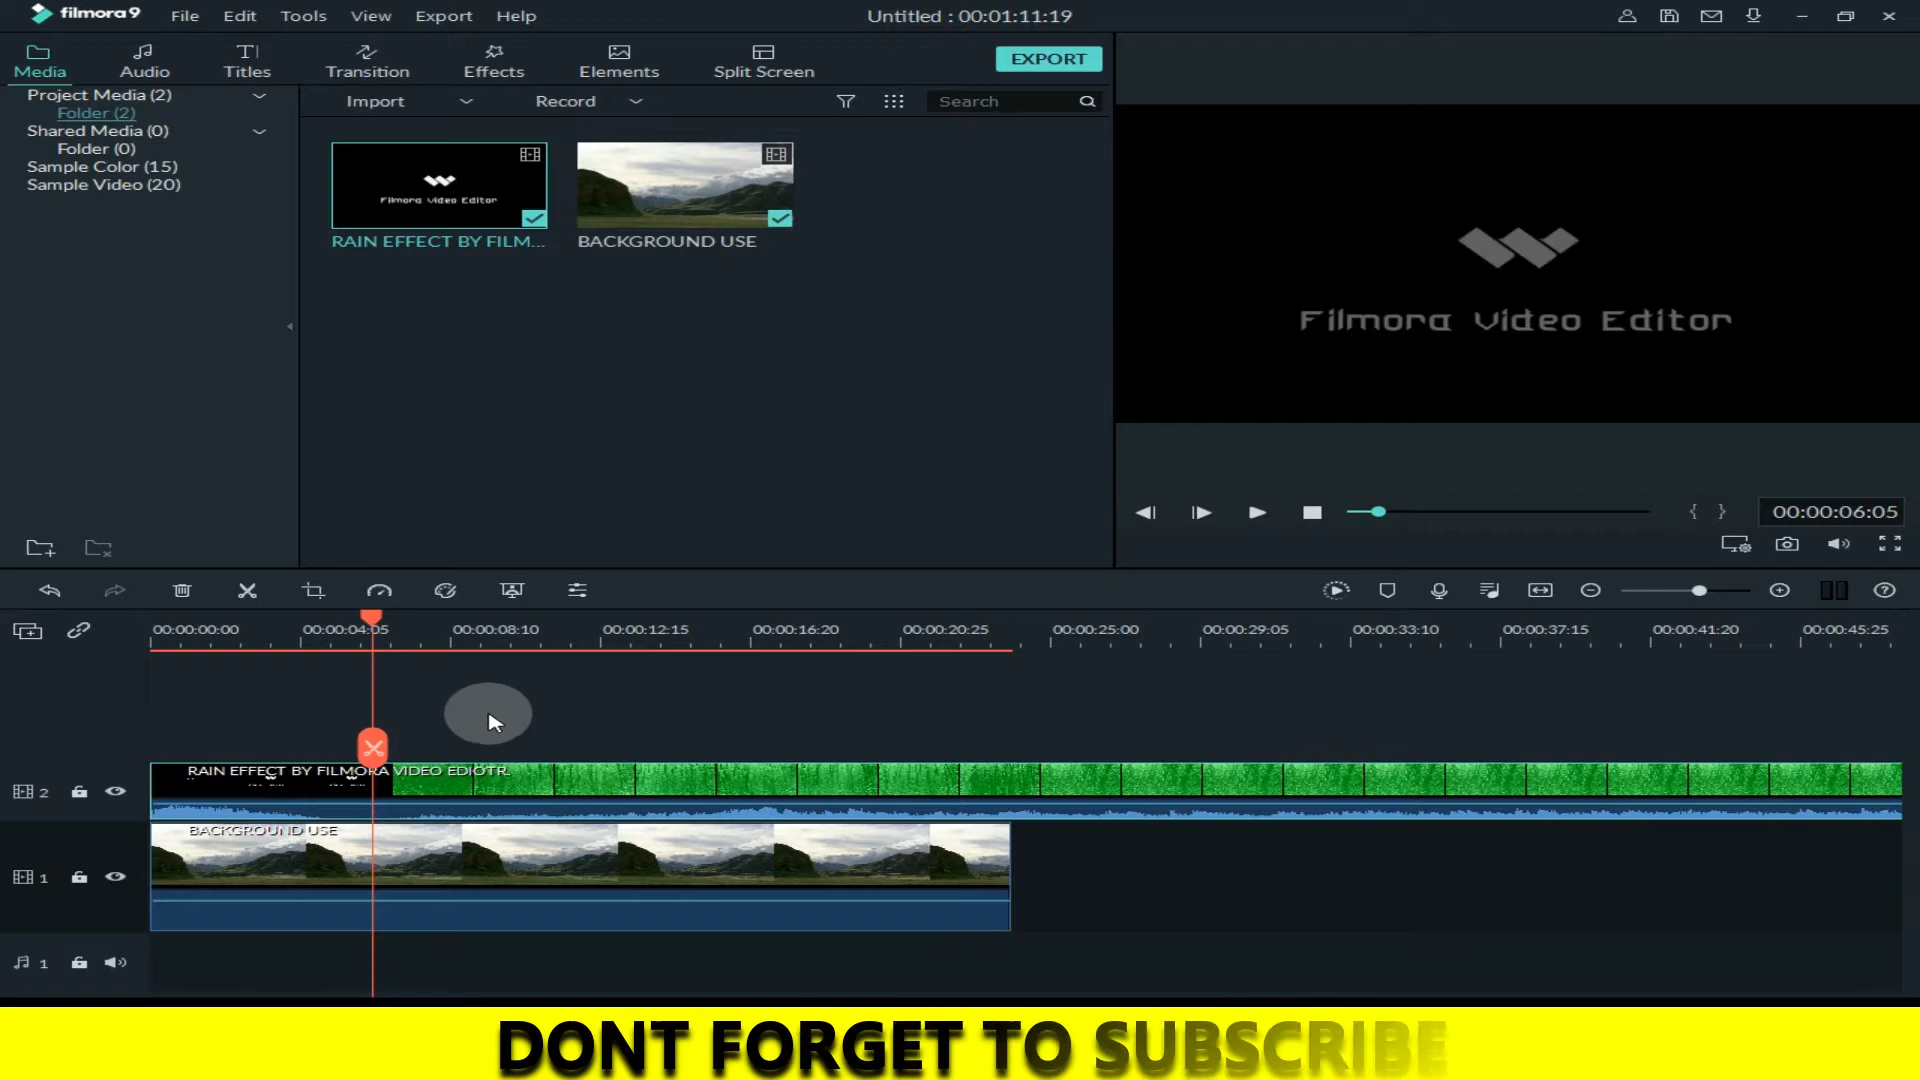 filmora9 File Edit Tools View Export Help Untitled : 00:01:11:19
Media Audio Titles Transition Effects Elements Split Screen EXPORT
Project Media (2)
Folder (2)
Shared Media (0)
Folder (0)
Sample Color (15)
Sample Video (20)
Import Record Search
Filmora Video Editor
RAIN EFFECT BY FILM... BACKGROUND USE
Filmora Video Editor
{ } 00:00:06:05
00:00:00:00 00:00:04:05 00:00:08:10 00:00:12:15 00:00:16:20 00:00:20:25 00:00:25:00 00:00:29:05 00:00:33:10 00:00:37:15 00:00:41:20 00:00:45:25
RAIN EFFECT BY FILMORA VIDEO EDIOTR.
2
BACKGROUND USE
1
1
DONT FORGET TO SUBSCRIBE